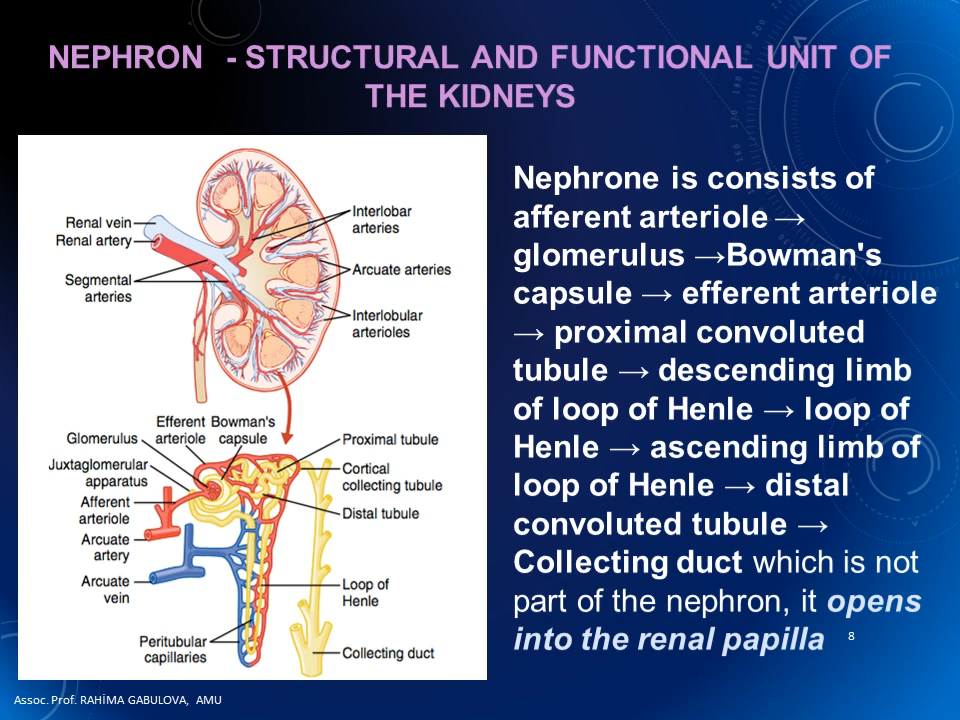 NEPHRON - STRUCTURAL AND FUNCTIONAL UNIT OF
THE KIDNEYS
Renal vein
Renal artery
Segmental
arteries
Interlobar
arteries
Arcuate arteries
Interlobular
arterioles
Efferent
arteriole
Bowman's
capsule
Glomerulus
Juxtaglomerular
apparatus
Afferent
arteriole
Arcuate
artery
Arcuate
vein
Peritubular
capillaries
Proximal tubule
Cortical
collecting tubule
Distal tubule
Loop of
Henle
Collecting duct
Nephrone is consists of
afferent arteriole →
glomerulus →Bowman's
capsule → efferent arteriole
→ proximal convoluted
tubule → descending limb
of loop of Henle → loop of
Henle → ascending limb of
loop of Henle → distal
convoluted tubule →
Collecting duct which is not
part of the nephron, it opens
into the renal papilla
8
Assoc. Prof. RAHİMA GABULOVA, AMU
160 170